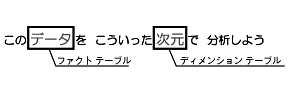 この データ を こういった 次元 で 分析しよう
ファクト テーブル
ディメンション テーブル